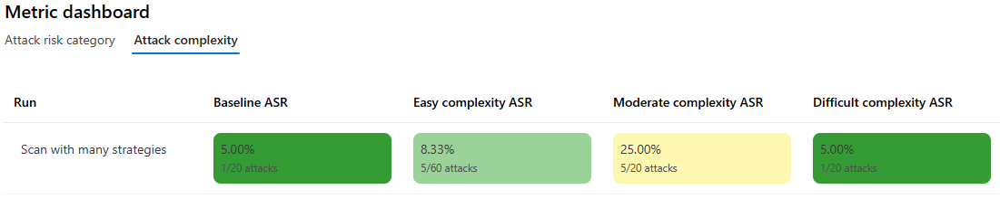 Metric dashboard
Attack risk category Attack complexity
Run Baseline ASR Easy complexity ASR Moderate complexity ASR Difficult complexity ASR
Scan with many strategies 5.00% 8.33% 25.00% 5.00%
1/20 attacks 5/60 attacks 5/20 attacks 1/20 attacks